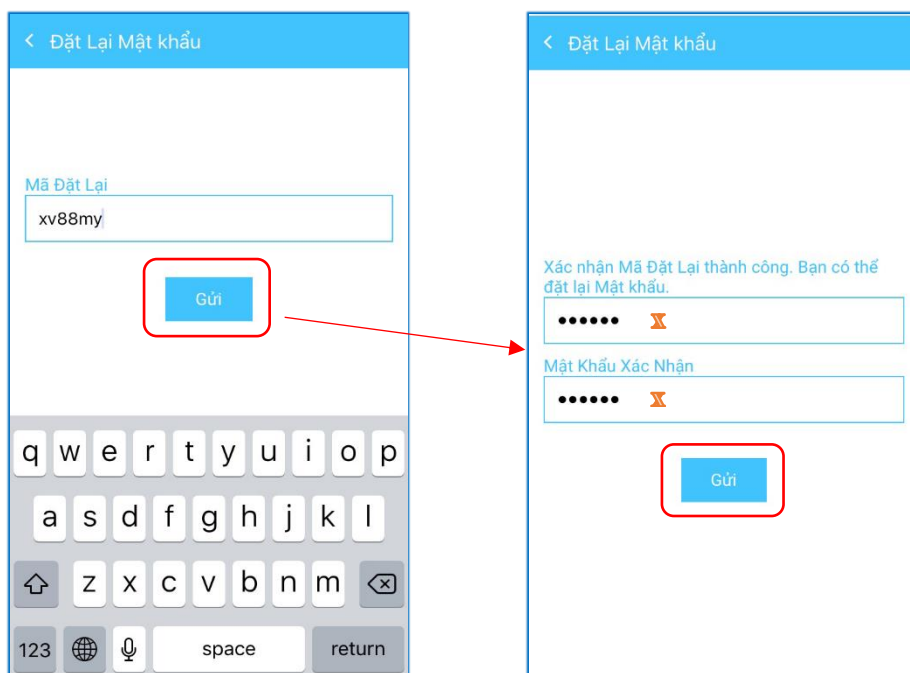 Đặt Lại Mật khẩu
Mã Đặt Lại
xv88my
Gửi
q w e r t y u i o p
a s d f g h j k l
z x c v b n m
123 space return
Đặt Lại Mật khẩu
Xác nhận Mã Đặt Lại thành công. Bạn có thể
đặt lại Mật khẩu.
Mật Khẩu Xác Nhận
Gửi